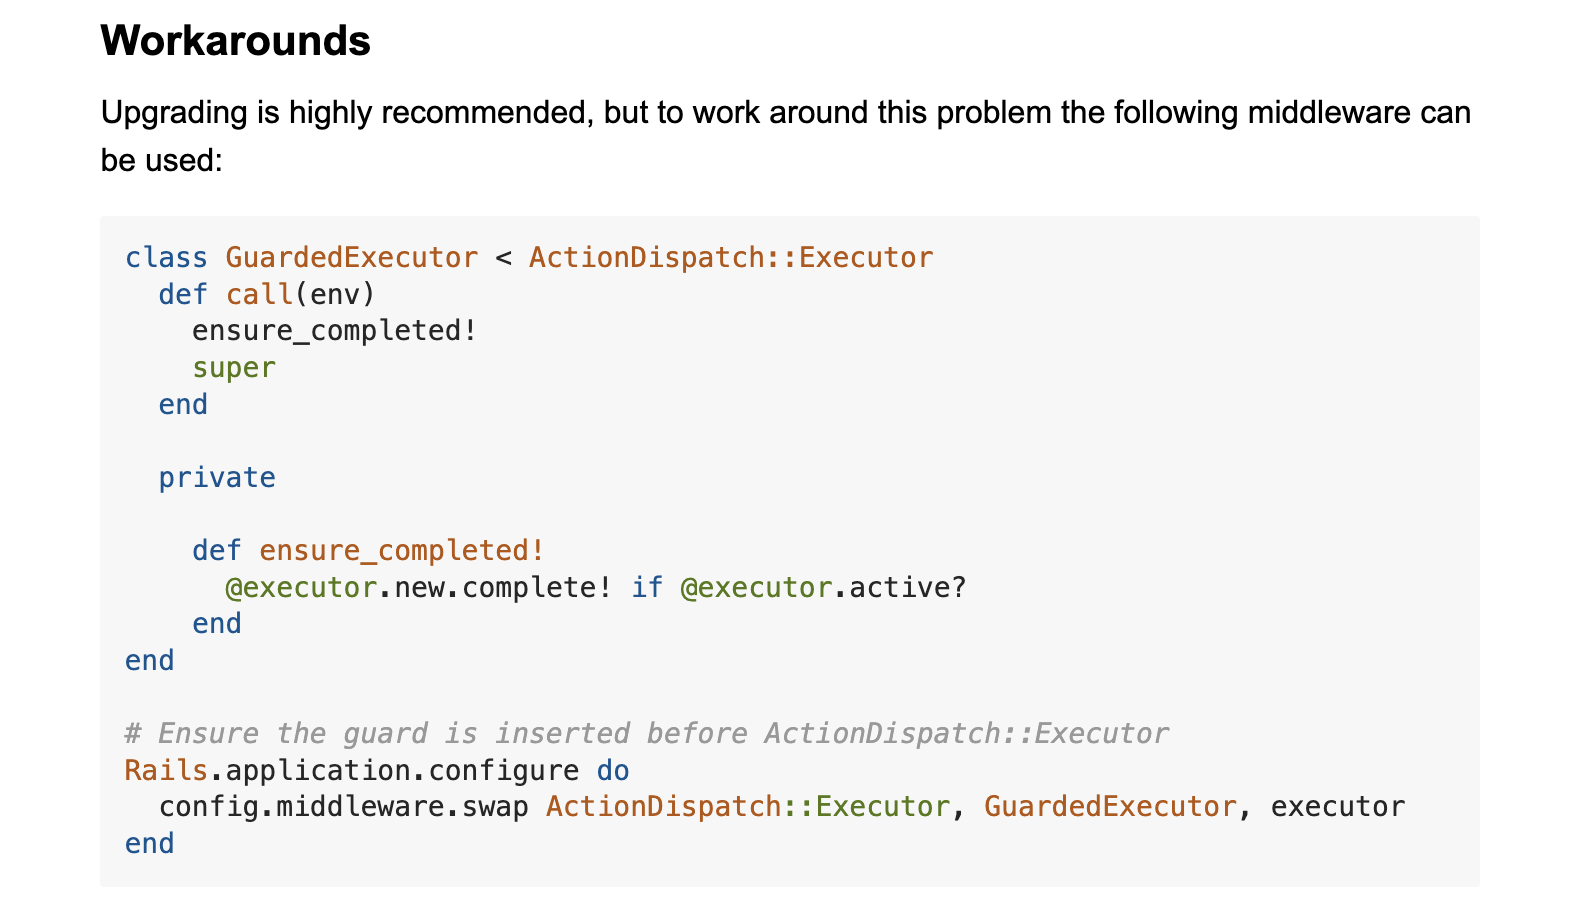 Workarounds
Upgrading is highly recommended, but to work around this problem the following middleware can
be used:
class GuardedExecutor < ActionDispatch::Executor
  def call(env)
    ensure_completed!
    super
  end

  private

    def ensure_completed!
      @executor.new.complete! if @executor.active?
    end
end

# Ensure the guard is inserted before ActionDispatch::Executor
Rails.application.configure do
  config.middleware.swap ActionDispatch::Executor, GuardedExecutor, executor
end